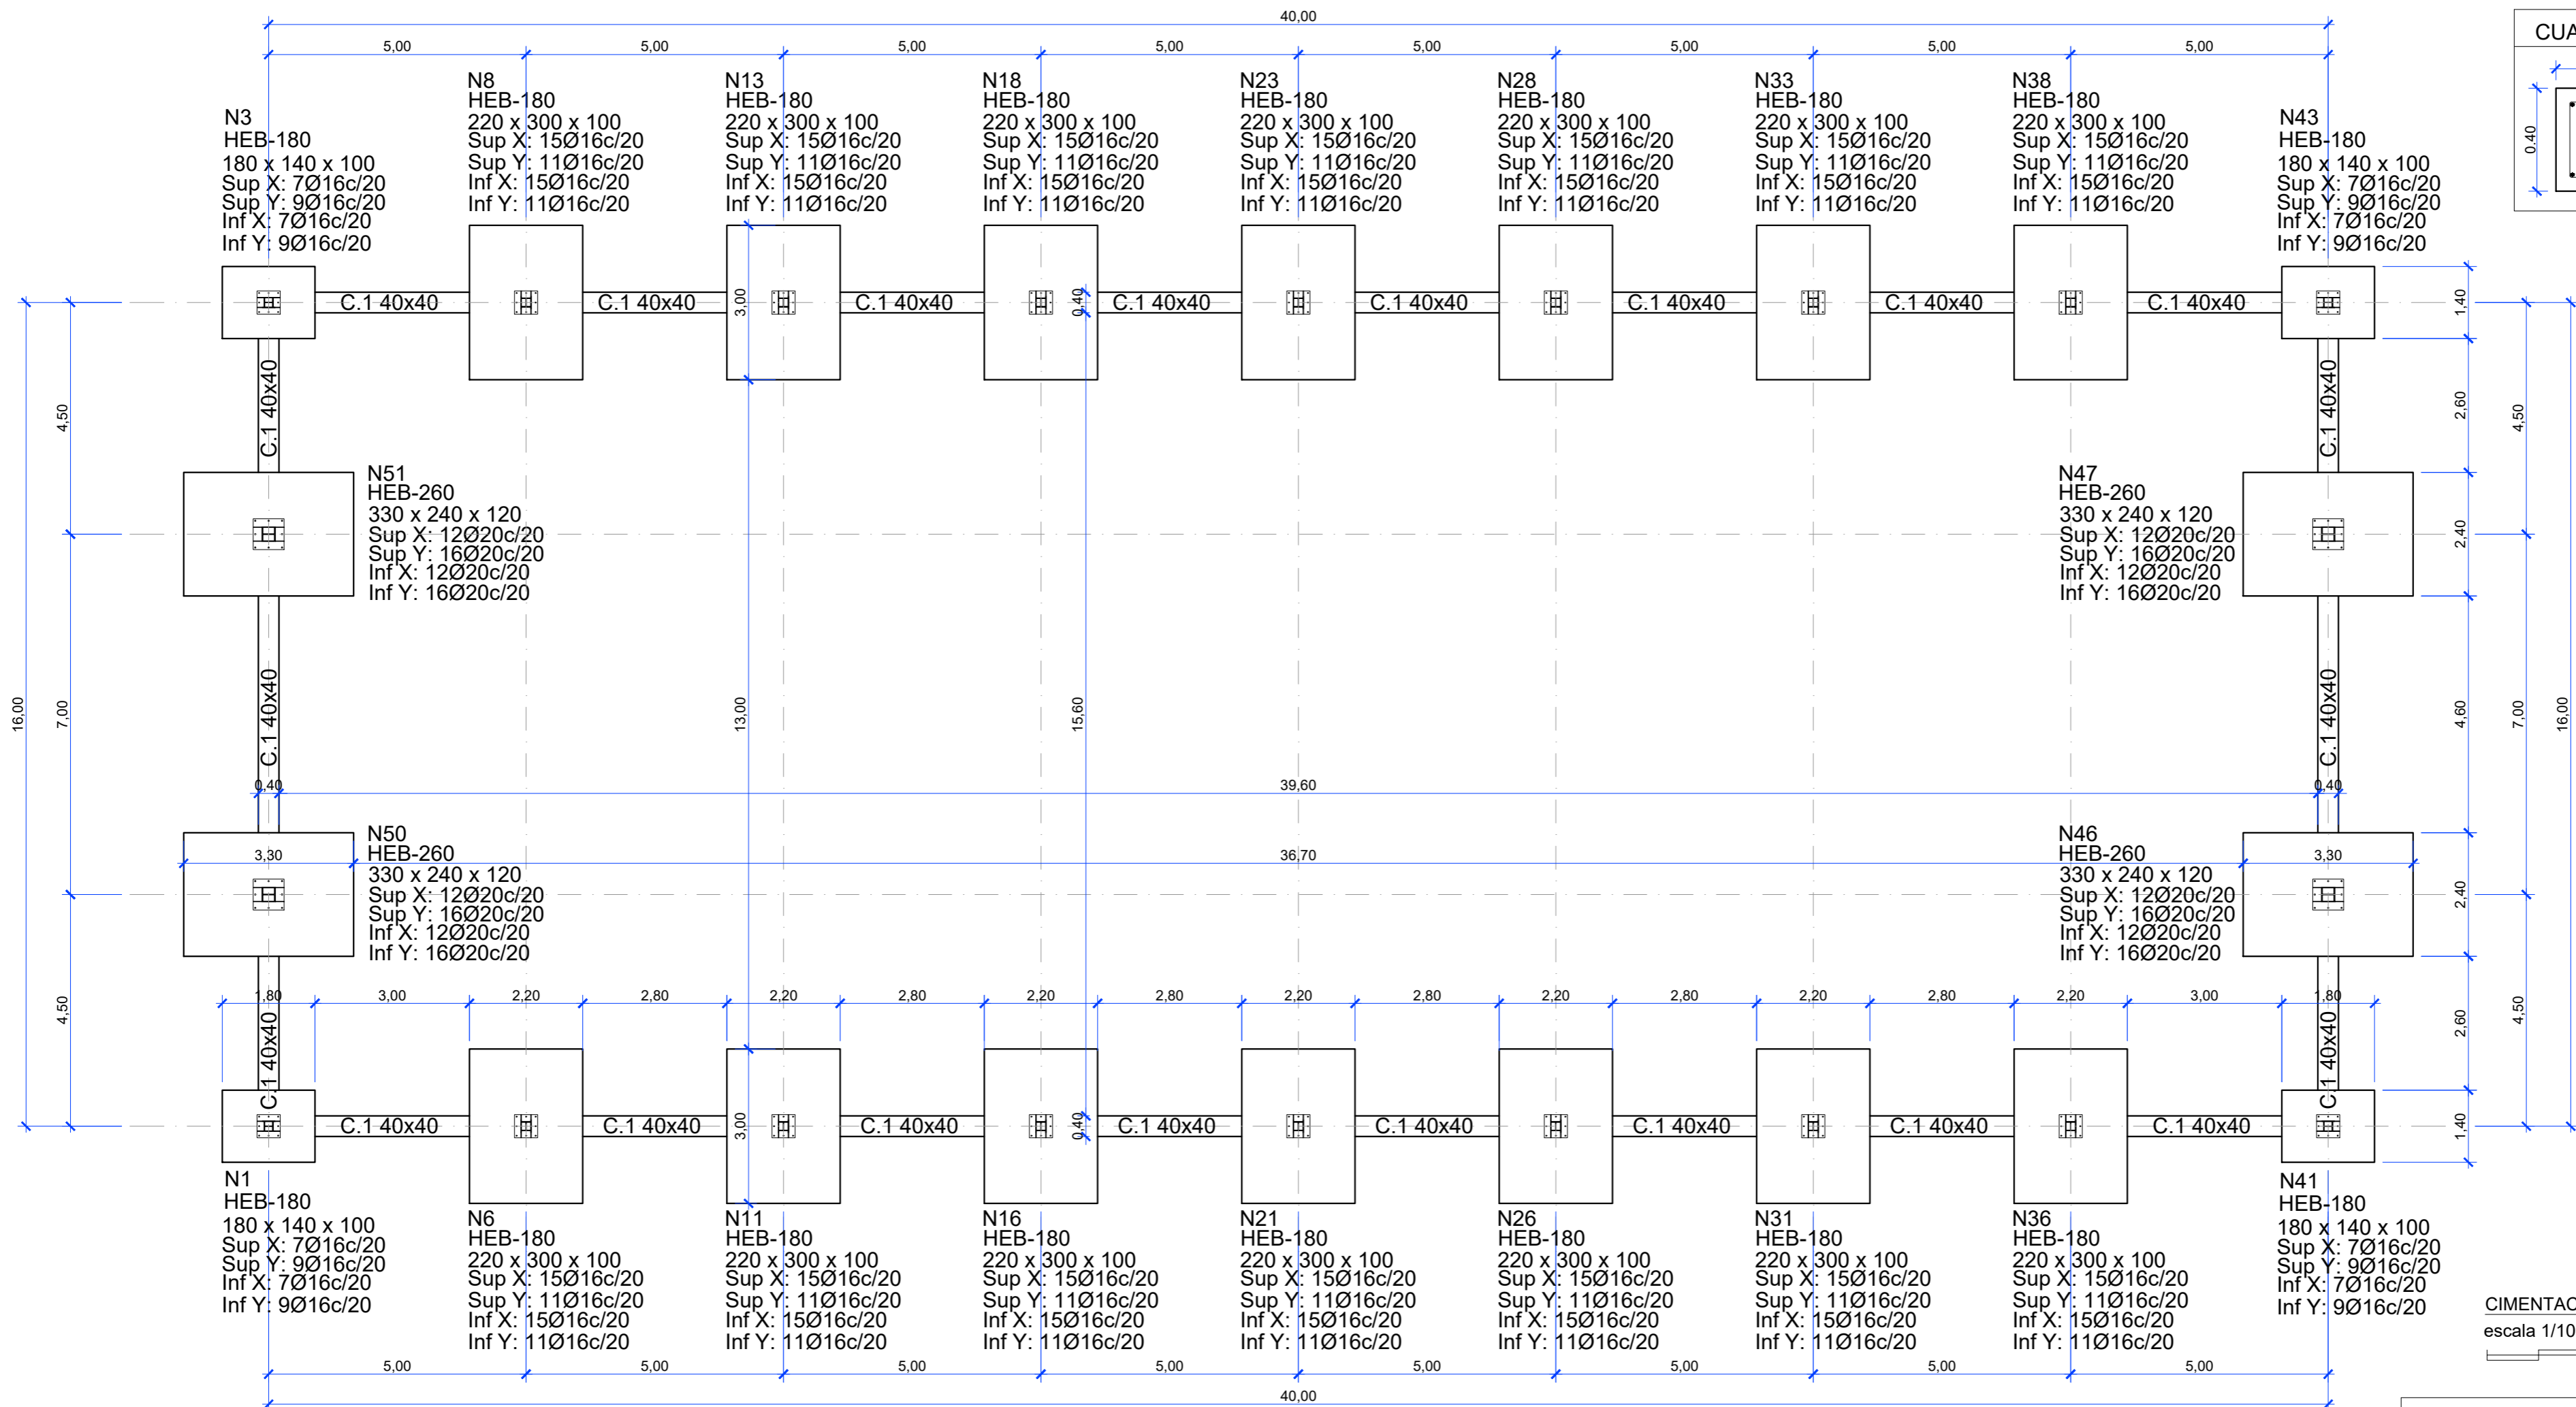 40,00
5,00 5,00 5,00 5,00 5,00 5,00 5,00 5,00
CUA
0.40
N3
HEB-180
180 x 140 x 100
Sup X: 7Ø16c/20
Sup Y: 9Ø16c/20
Inf X: 7Ø16c/20
Inf Y: 9Ø16c/20
N8
HEB-180
220 x 300 x 100
Sup X: 15Ø16c/20
Sup Y: 11Ø16c/20
Inf X: 15Ø16c/20
Inf Y: 11Ø16c/20
N13
HEB-180
220 x 300 x 100
Sup X: 15Ø16c/20
Sup Y: 11Ø16c/20
Inf X: 15Ø16c/20
Inf Y: 11Ø16c/20
N18
HEB-180
220 x 300 x 100
Sup X: 15Ø16c/20
Sup Y: 11Ø16c/20
Inf X: 15Ø16c/20
Inf Y: 11Ø16c/20
N23
HEB-180
220 x 300 x 100
Sup X: 15Ø16c/20
Sup Y: 11Ø16c/20
Inf X: 15Ø16c/20
Inf Y: 11Ø16c/20
N28
HEB-180
220 x 300 x 100
Sup X: 15Ø16c/20
Sup Y: 11Ø16c/20
Inf X: 15Ø16c/20
Inf Y: 11Ø16c/20
N33
HEB-180
220 x 300 x 100
Sup X: 15Ø16c/20
Sup Y: 11Ø16c/20
Inf X: 15Ø16c/20
Inf Y: 11Ø16c/20
N38
HEB-180
220 x 300 x 100
Sup X: 15Ø16c/20
Sup Y: 11Ø16c/20
Inf X: 15Ø16c/20
Inf Y: 11Ø16c/20
N43
HEB-180
180 x 140 x 100
Sup X: 7Ø16c/20
Sup Y: 9Ø16c/20
Inf X: 7Ø16c/20
Inf Y: 9Ø16c/20
C.1 40x40 C.1 40x40 C.1 40x40 C.1 40x40 C.1 40x40 C.1 40x40 C.1 40x40 C.1 40x40
3,00
0,40
1,40
C.1 40x40
C.1 40x40
4,50
2,60
4,50
N51
HEB-260
330 x 240 x 120
Sup X: 12Ø20c/20
Sup Y: 16Ø20c/20
Inf X: 12Ø20c/20
Inf Y: 16Ø20c/20
N47
HEB-260
330 x 240 x 120
Sup X: 12Ø20c/20
Sup Y: 16Ø20c/20
Inf X: 12Ø20c/20
Inf Y: 16Ø20c/20
2,40
16,00
7,00
C.1 40x40
13,00
15,60
C.1 40x40
4,60
7,00
16,00
0,40 39,60 0,40
N50
HEB-260
330 x 240 x 120
Sup X: 12Ø20c/20
Sup Y: 16Ø20c/20
Inf X: 12Ø20c/20
Inf Y: 16Ø20c/20
3,30 36,70 3,30
N46
HEB-260
330 x 240 x 120
Sup X: 12Ø20c/20
Sup Y: 16Ø20c/20
Inf X: 12Ø20c/20
Inf Y: 16Ø20c/20
2,40
1,80 3,00 2,20 2,80 2,20 2,80 2,20 2,80 2,20 2,80 2,20 2,80 2,20 2,80 2,20 3,00 1,80
4,50
C.1 40x40
C.1 40x40
2,60
4,50
C.1 40x40 C.1 40x40 C.1 40x40 C.1 40x40 C.1 40x40 C.1 40x40 C.1 40x40 C.1 40x40
3,00
0,40
1,40
N1
HEB-180
180 x 140 x 100
Sup X: 7Ø16c/20
Sup Y: 9Ø16c/20
Inf X: 7Ø16c/20
Inf Y: 9Ø16c/20
N6
HEB-180
220 x 300 x 100
Sup X: 15Ø16c/20
Sup Y: 11Ø16c/20
Inf X: 15Ø16c/20
Inf Y: 11Ø16c/20
N11
HEB-180
220 x 300 x 100
Sup X: 15Ø16c/20
Sup Y: 11Ø16c/20
Inf X: 15Ø16c/20
Inf Y: 11Ø16c/20
N16
HEB-180
220 x 300 x 100
Sup X: 15Ø16c/20
Sup Y: 11Ø16c/20
Inf X: 15Ø16c/20
Inf Y: 11Ø16c/20
N21
HEB-180
220 x 300 x 100
Sup X: 15Ø16c/20
Sup Y: 11Ø16c/20
Inf X: 15Ø16c/20
Inf Y: 11Ø16c/20
N26
HEB-180
220 x 300 x 100
Sup X: 15Ø16c/20
Sup Y: 11Ø16c/20
Inf X: 15Ø16c/20
Inf Y: 11Ø16c/20
N31
HEB-180
220 x 300 x 100
Sup X: 15Ø16c/20
Sup Y: 11Ø16c/20
Inf X: 15Ø16c/20
Inf Y: 11Ø16c/20
N36
HEB-180
220 x 300 x 100
Sup X: 15Ø16c/20
Sup Y: 11Ø16c/20
Inf X: 15Ø16c/20
Inf Y: 11Ø16c/20
N41
HEB-180
180 x 140 x 100
Sup X: 7Ø16c/20
Sup Y: 9Ø16c/20
Inf X: 7Ø16c/20
Inf Y: 9Ø16c/20
CIMENTAC
escala 1/10
5,00 5,00 5,00 5,00 5,00 5,00 5,00 5,00
40,00